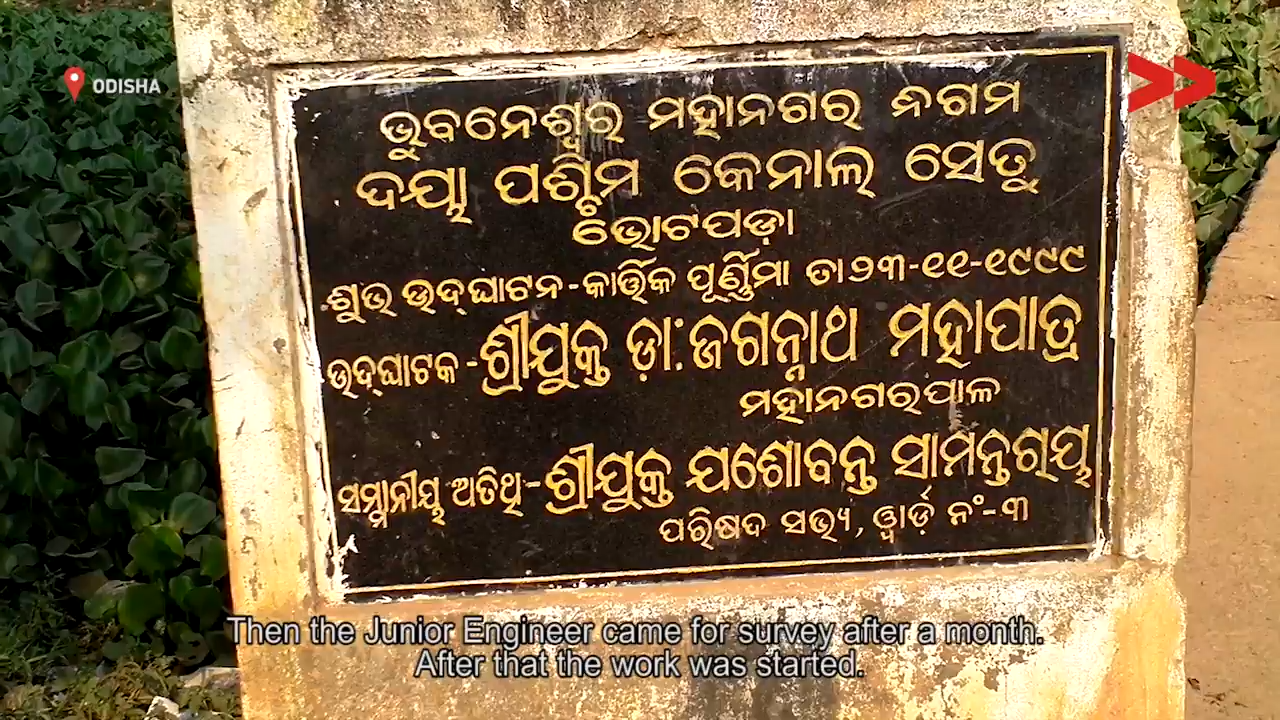 ODISHA
ଭୁବନେଶ୍ୱର ମହାନଗର ନିଗମ
ଦୟା ପଶ୍ଚିମ କେନାଲ ସେତୁ
ଭୋଟପଡ଼ା
ଶୁଭ ଉଦ୍‌ଘାଟନ-କାର୍ତ୍ତିକ ପୂର୍ଣ୍ଣିମା ତା ୨୩-୧୧-୧୯୯୯
ଉଦ୍‌ଘାଟକ-ଶ୍ରୀଯୁକ୍ତ ଡ଼ା: ଜଗନ୍ନାଥ ମହାପାତ୍ର
ମହାନଗରପାଳ
ସମ୍ମାନୀୟ ଅତିଥି-ଶ୍ରୀଯୁକ୍ତ ଯଶୋବନ୍ତ ସାମନ୍ତରାୟ
ପରିଷଦ ସଭ୍ୟ, ୱାର୍ଡ଼ ନଂ-୩
Then the Junior Engineer came for survey after a month.
After that the work was started.